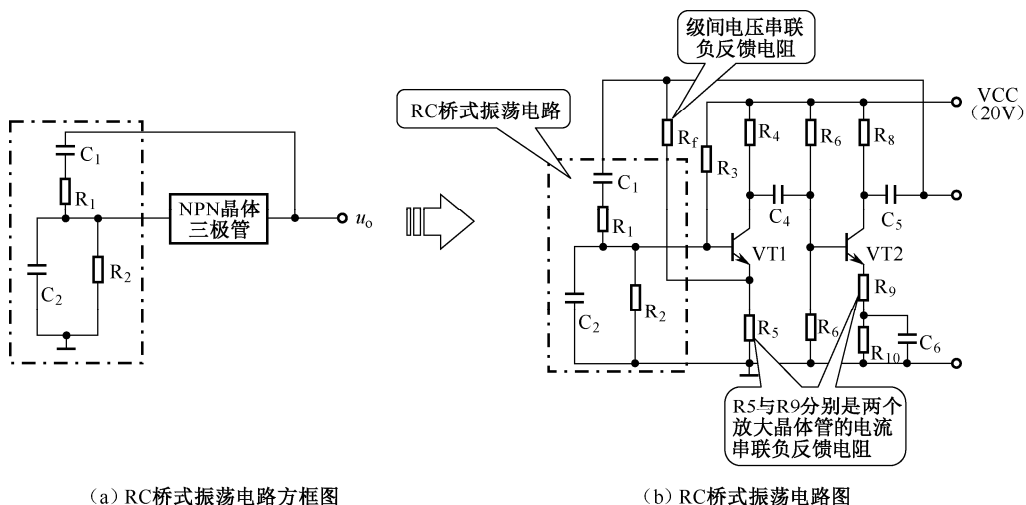 级间电压串联
负反馈电阻
RC桥式振荡电路
VCC
（20V）
C1
R1
C2
R2
NPN晶体
三极管
uo
Rf
R3
R4
R6
R8
C1
R1
C2
R2
C4
C5
VT1
VT2
R5
R6
R9
R10
C6
R5与R9分别是两个
放大晶体管的电流
串联负反馈电阻
（a）RC桥式振荡电路方框图
（b）RC桥式振荡电路图